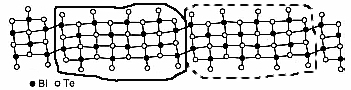 ● Bi ○ Te